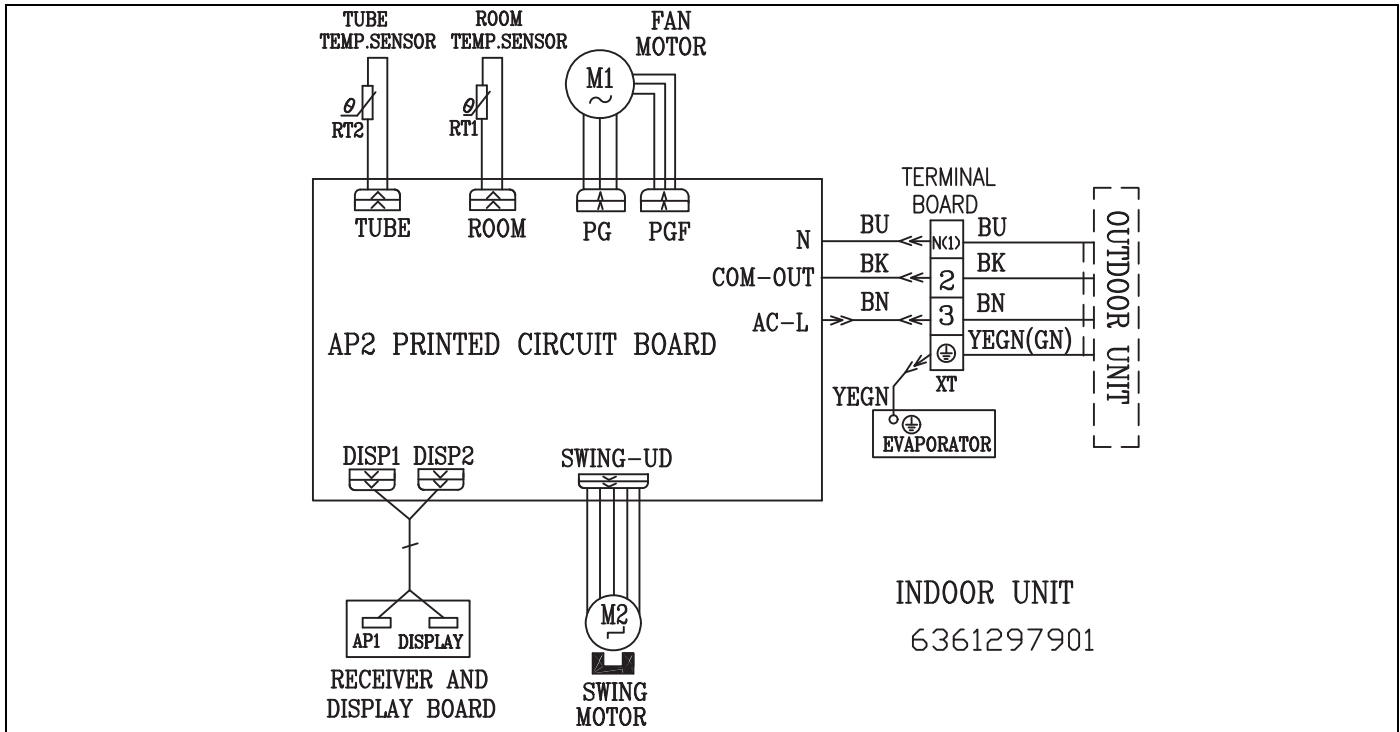 TUBE
TEMP.SENSOR
ROOM
TEMP.SENSOR
FAN
MOTOR
M1
θ
RT2
θ
RT1
TUBE
ROOM
PG
PGF
TERMINAL
BOARD
N
BU
N(1)
BU
COM-OUT
BK
2
BK
AC-L
BN
3
BN
YEGN(GN)
XT
YEGN
EVAPORATOR
OUTDOOR UNIT
AP2 PRINTED CIRCUIT BOARD
DISP1
DISP2
SWING-UD
AP1
DISPLAY
RECEIVER AND
DISPLAY BOARD
M2
SWING
MOTOR
INDOOR UNIT
6361297901